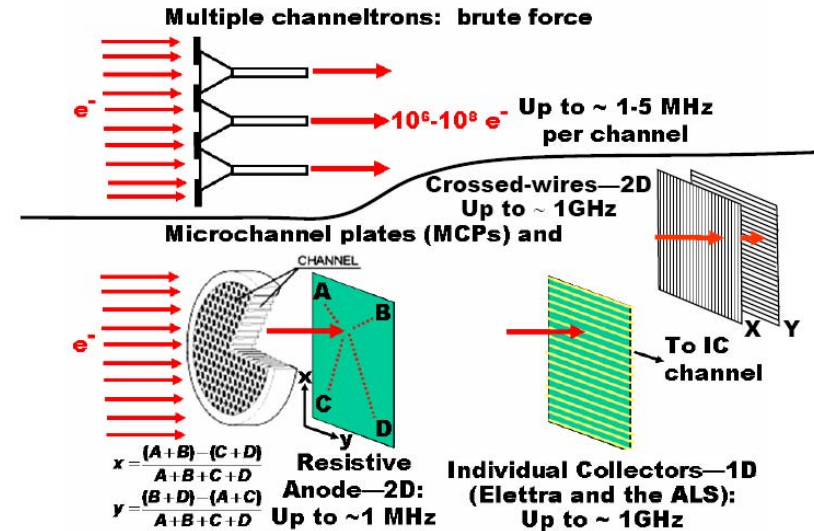 Multiple channeltrons: brute force
e-
10⁶-10⁸ e-
Up to ~ 1-5 MHz
per channel
Crossed-wires—2D
Up to ~ 1GHz
Microchannel plates (MCPs) and
X Y
CHANNEL
e-
A
B
C
D
x
y
To IC
channel
x = (A+B)-(C+D) / A+B+C+D
y = (B+D)-(A+C) / A+B+C+D
Resistive
Anode—2D:
Up to ~1 MHz
Individual Collectors—1D
(Elettra and the ALS):
Up to ~ 1GHz